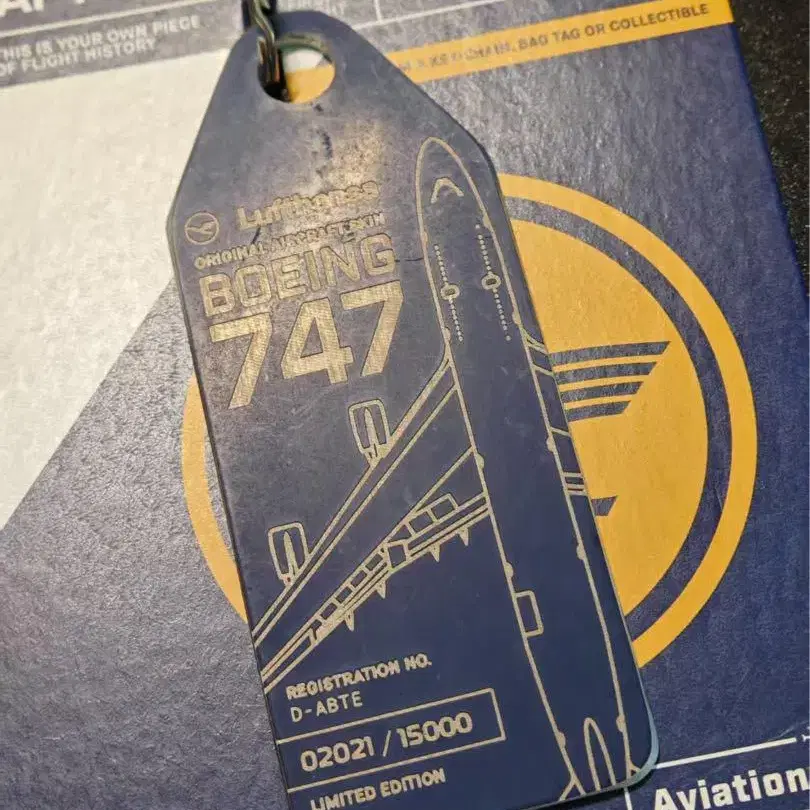 THIS IS YOUR OWN PIECE
OF FLIGHT HISTORY
CHAIN, BAG TAG OR COLLECTIBLE
Lufthansa
ORIGINAL AIRCRAFT SKIN
BOEING
747
REGISTRATION NO.
D-ABTE
02021 / 15000
LIMITED EDITION
Aviation